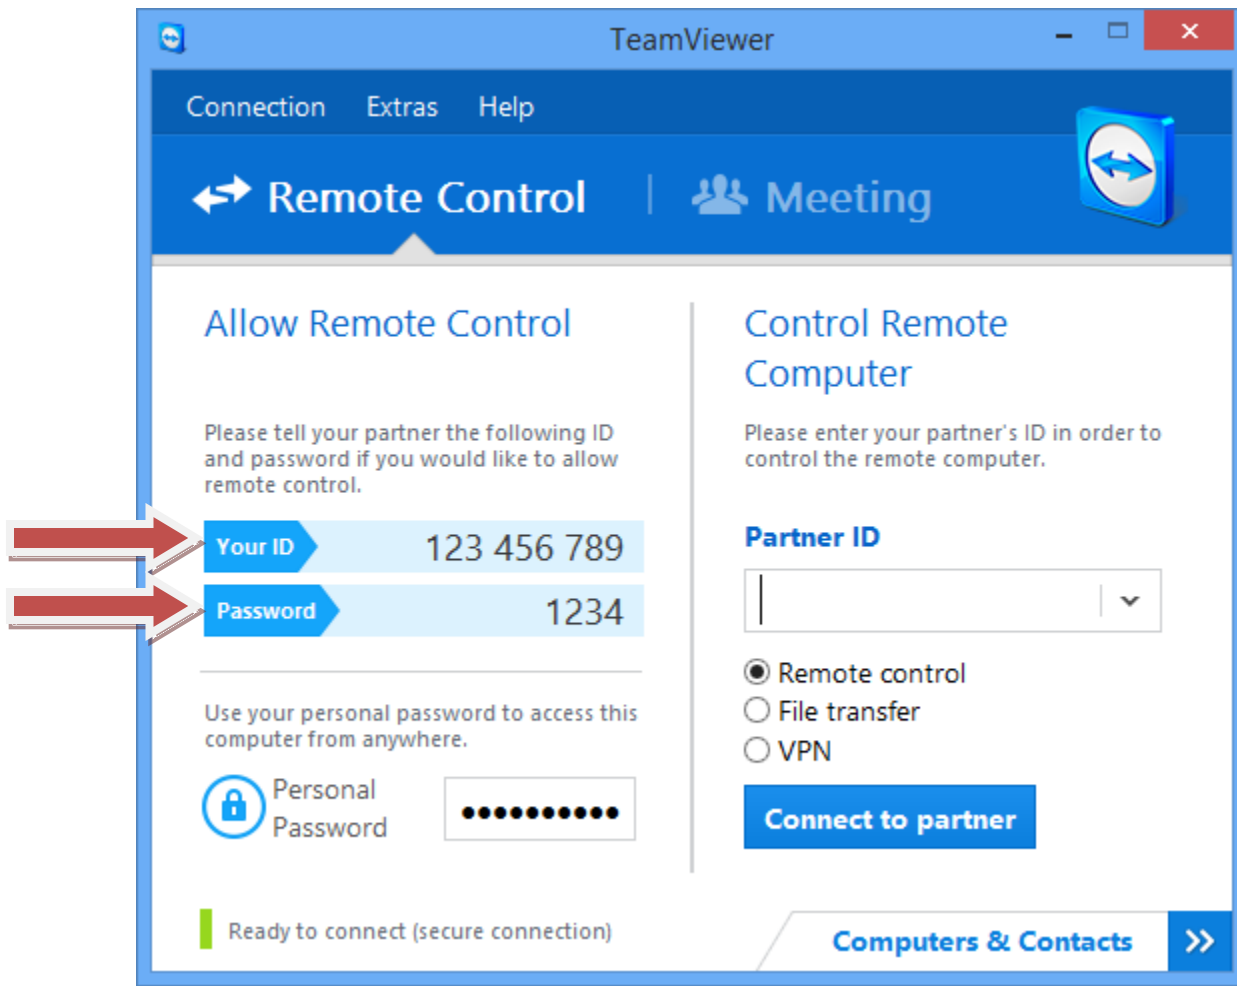 TeamViewer
Connection Extras Help
Remote Control Meeting
Allow Remote Control
Please tell your partner the following ID
and password if you would like to allow
remote control.
Your ID 123 456 789
Password 1234
Use your personal password to access this
computer from anywhere.
Personal
Password
Ready to connect (secure connection)
Control Remote
Computer
Please enter your partner's ID in order to
control the remote computer.
Partner ID
Remote control
File transfer
VPN
Connect to partner
Computers & Contacts